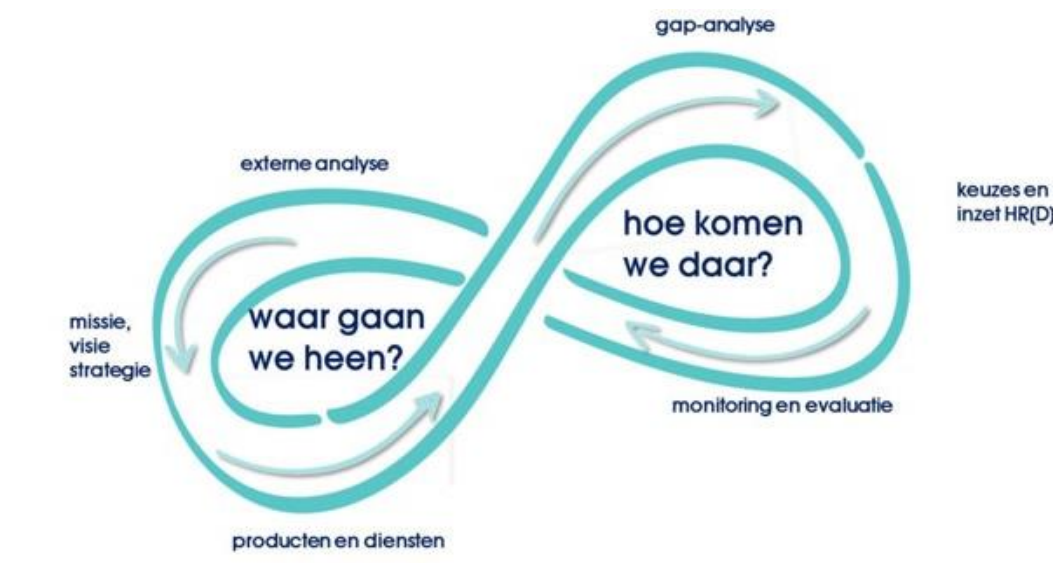 gap-analyse
externe analyse
keuzes en
inzet HR(D)
hoe komen
we daar?
waar gaan
we heen?
missie,
visie
strategie
monitoring en evaluatie
producten en diensten